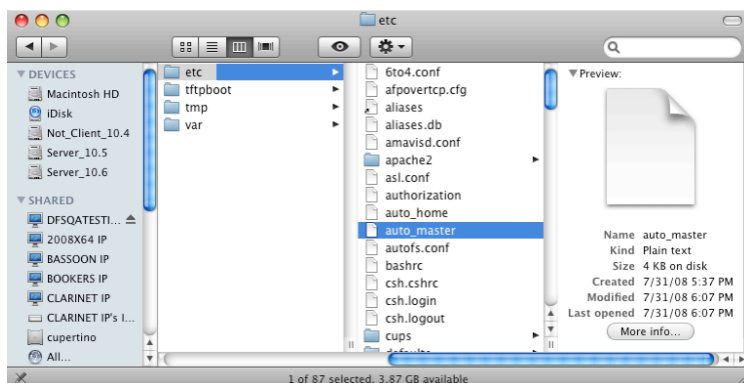 etc
DEVICES
Macintosh HD
iDisk
Not_Client_10.4
Server_10.5
Server_10.6
SHARED
DFSQATESTI...
2008X64 IP
BASSOON IP
BOOKERS IP
CLARINET IP
CLARINET IP's I...
cupertino
All...
etc
tftpboot
tmp
var
6to4.conf
afpovertcp.cfg
aliases
aliases.db
amavisd.conf
apache2
asl.conf
authorization
auto_home
auto_master
autofs.conf
bashrc
csh.cshrc
csh.login
csh.logout
cups
Preview:
Name auto_master
Kind Plain text
Size 4 KB on disk
Created 7/31/08 5:37 PM
Modified 7/31/08 6:07 PM
Last opened 7/31/08 6:07 PM
More info...
1 of 87 selected, 3.87 GB available